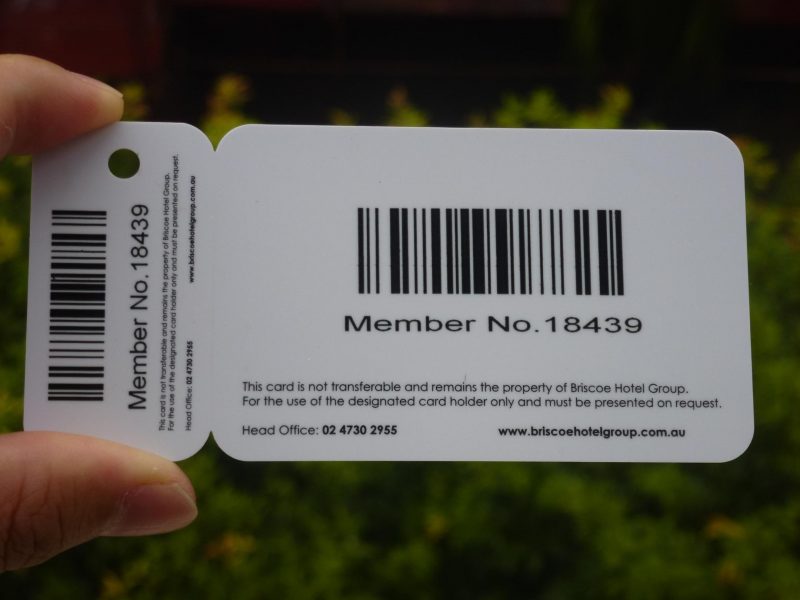 Member No.18439
This card is not transferable and remains the property of Briscoe Hotel Group.
For the use of the designated card holder only and must be presented on request.
Head Office: 02 4730 2955
www.briscoehotelgroup.com.au
Member No.18439
This card is not transferable and remains the property of Briscoe Hotel Group.
For the use of the designated card holder only and must be presented on request.
Head Office: 02 4730 2955 www.briscoehotelgroup.com.au